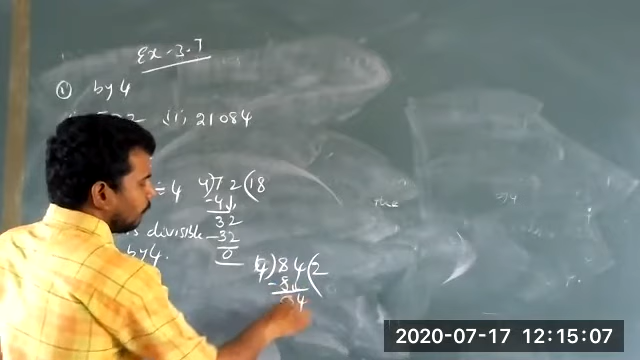 Ex-3.7
① by 4
ii, 21084
÷ 4
4) 72 (18
-4↓
32
-32
0
is divisible
by 4.
4) 84 (2
-8↓
04
the
2020-07-17 12:15:07